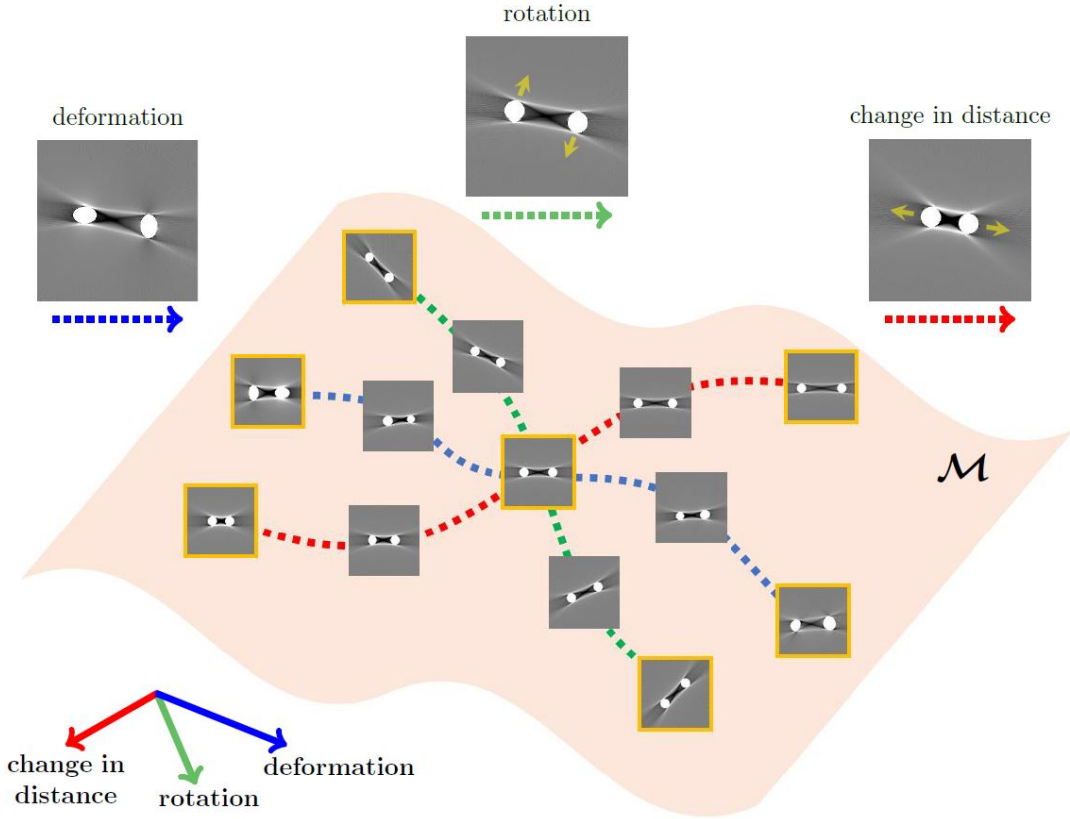 rotation
deformation
change in distance
ℳ
change in
distance
rotation
deformation